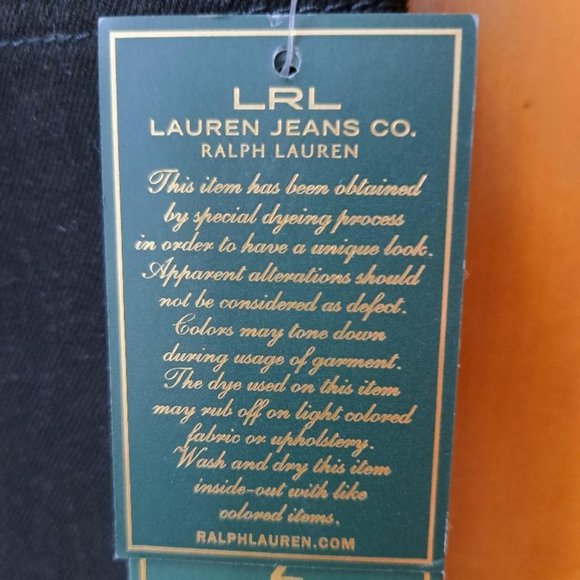 LRL
LAUREN JEANS CO.
RALPH LAUREN
This item has been obtained
by special dyeing process
in order to have a unique look.
Apparent alterations should
not be considered as defect.
Colors may tone down
during usage of garment.
The dye used on this item
may rub off on light colored
fabric or upholstery.
Wash and dry this item
inside-out with like
colored items.
RALPHLAUREN.COM